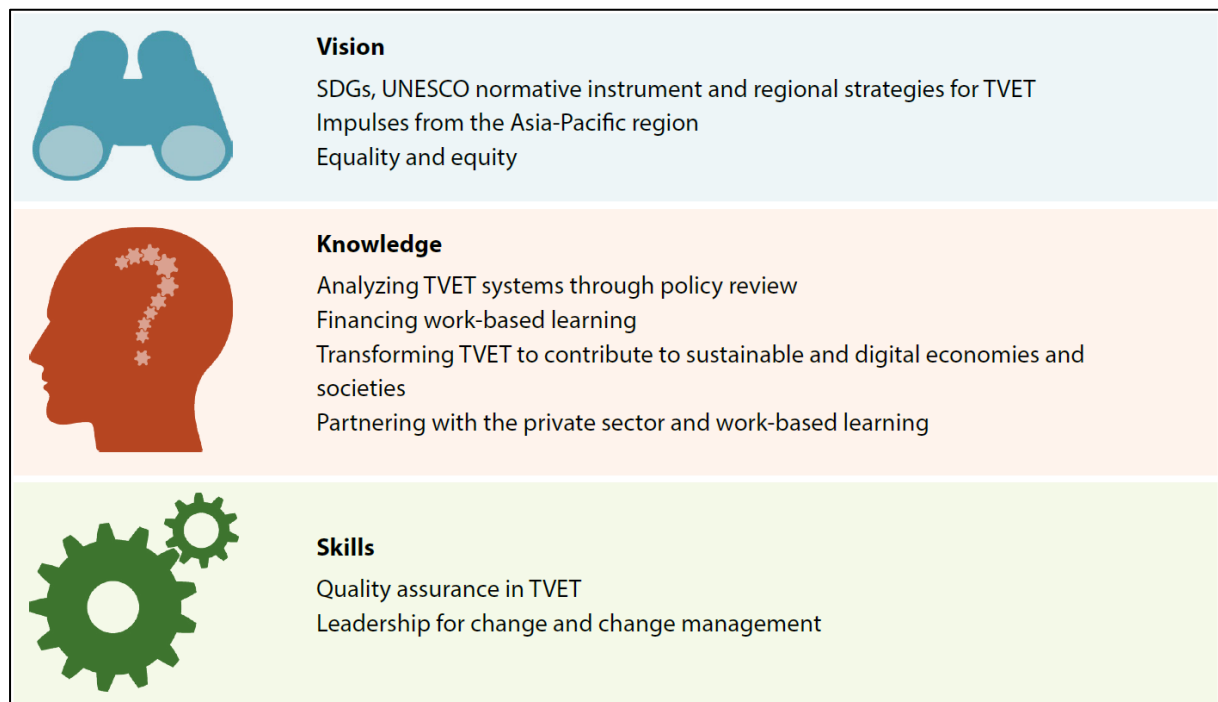 Vision
SDGs, UNESCO normative instrument and regional strategies for TVET
Impulses from the Asia-Pacific region
Equality and equity
Knowledge
Analyzing TVET systems through policy review
Financing work-based learning
Transforming TVET to contribute to sustainable and digital economies and
societies
Partnering with the private sector and work-based learning
Skills
Quality assurance in TVET
Leadership for change and change management